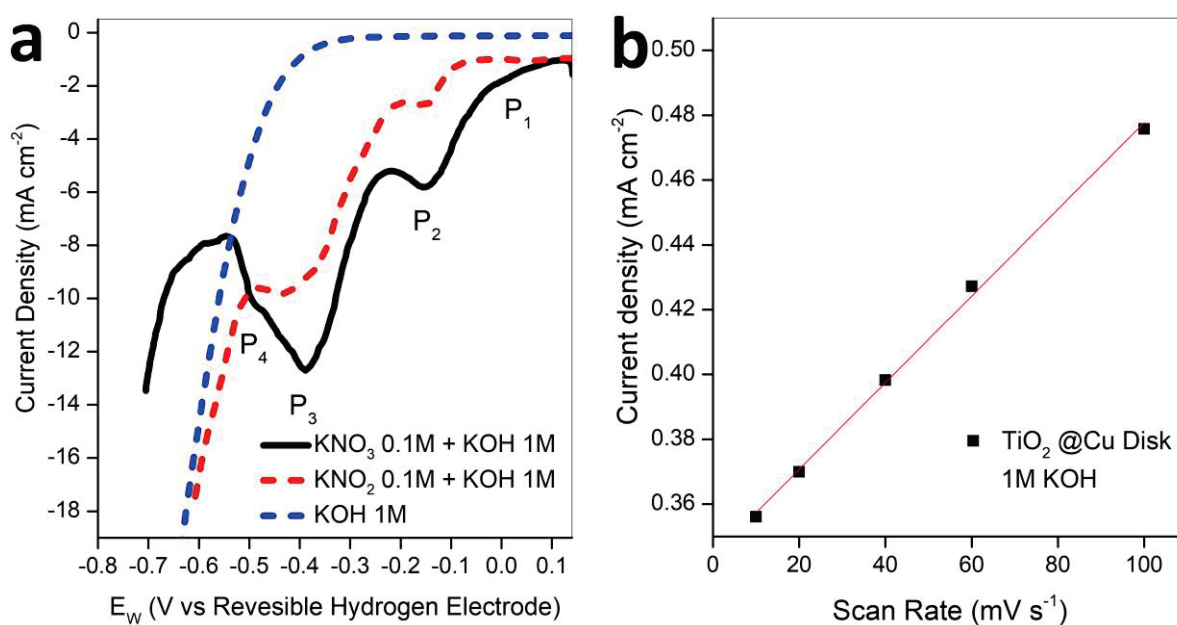 a
0
-2
-4
-6
-8
-10
-12
-14
-16
-18
Current Density (mA cm⁻²)
P₁
P₂
P₄
P₃
KNO₃ 0.1M + KOH 1M
KNO₂ 0.1M + KOH 1M
KOH 1M
-0.8 -0.7 -0.6 -0.5 -0.4 -0.3 -0.2 -0.1 0.0 0.1
E_W (V vs Revesible Hydrogen Electrode)
b
0.50
0.48
0.46
0.44
0.42
0.40
0.38
0.36
Current density (mA cm⁻²)
TiO₂ @Cu Disk
1M KOH
0 20 40 60 80 100
Scan Rate (mV s⁻¹)